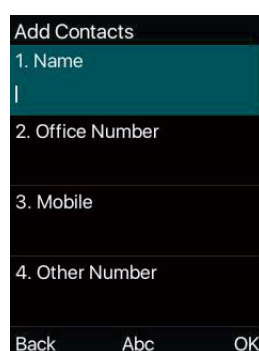 Add Contacts
1. Name
2. Office Number
3. Mobile
4. Other Number
Back Abc OK